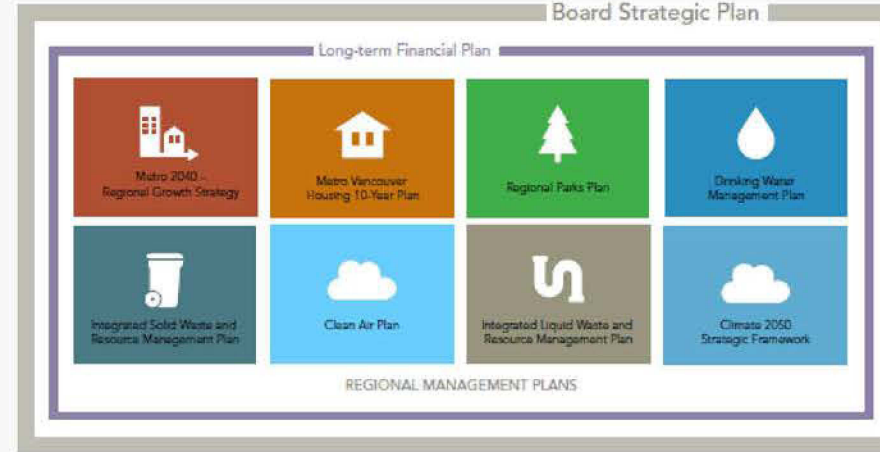 Board Strategic Plan
Long-term Financial Plan
Metro 2040 –
Regional Growth Strategy
Metro Vancouver
Housing 10-Year Plan
Regional Parks Plan
Drinking Water
Management Plan
Integrated Solid Waste and
Resource Management Plan
Clean Air Plan
Integrated Liquid Waste and
Resource Management Plan
Climate 2050
Strategic Framework
REGIONAL MANAGEMENT PLANS